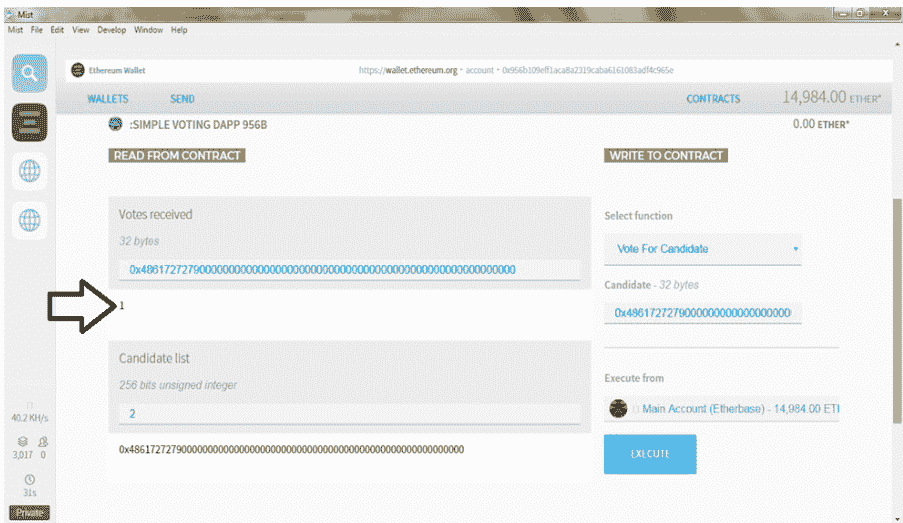 Mist
Mist File Edit View Develop Window Help
Ethereum Wallet https://wallet.ethereum.org · account · 0x956b109eff1aca8a2319caba6161083adf4c965e
WALLETS SEND CONTRACTS 14,984.00 ETHER*
:SIMPLE VOTING DAPP 956B 0.00 ETHER*
READ FROM CONTRACT WRITE TO CONTRACT
Votes received
32 bytes
0x4861727279000000000000000000000000000000000000000000000000000000
1
Candidate list
256 bits unsigned integer
2
0x4861727279000000000000000000000000000000000000000000000000000000
Select function
Vote For Candidate
Candidate - 32 bytes
0x4861727279000000000000000000
Execute from
Main Account (Etherbase) - 14,984.00 ETI
EXECUTE
40.2 KH/s
3,017 0
31s
Private